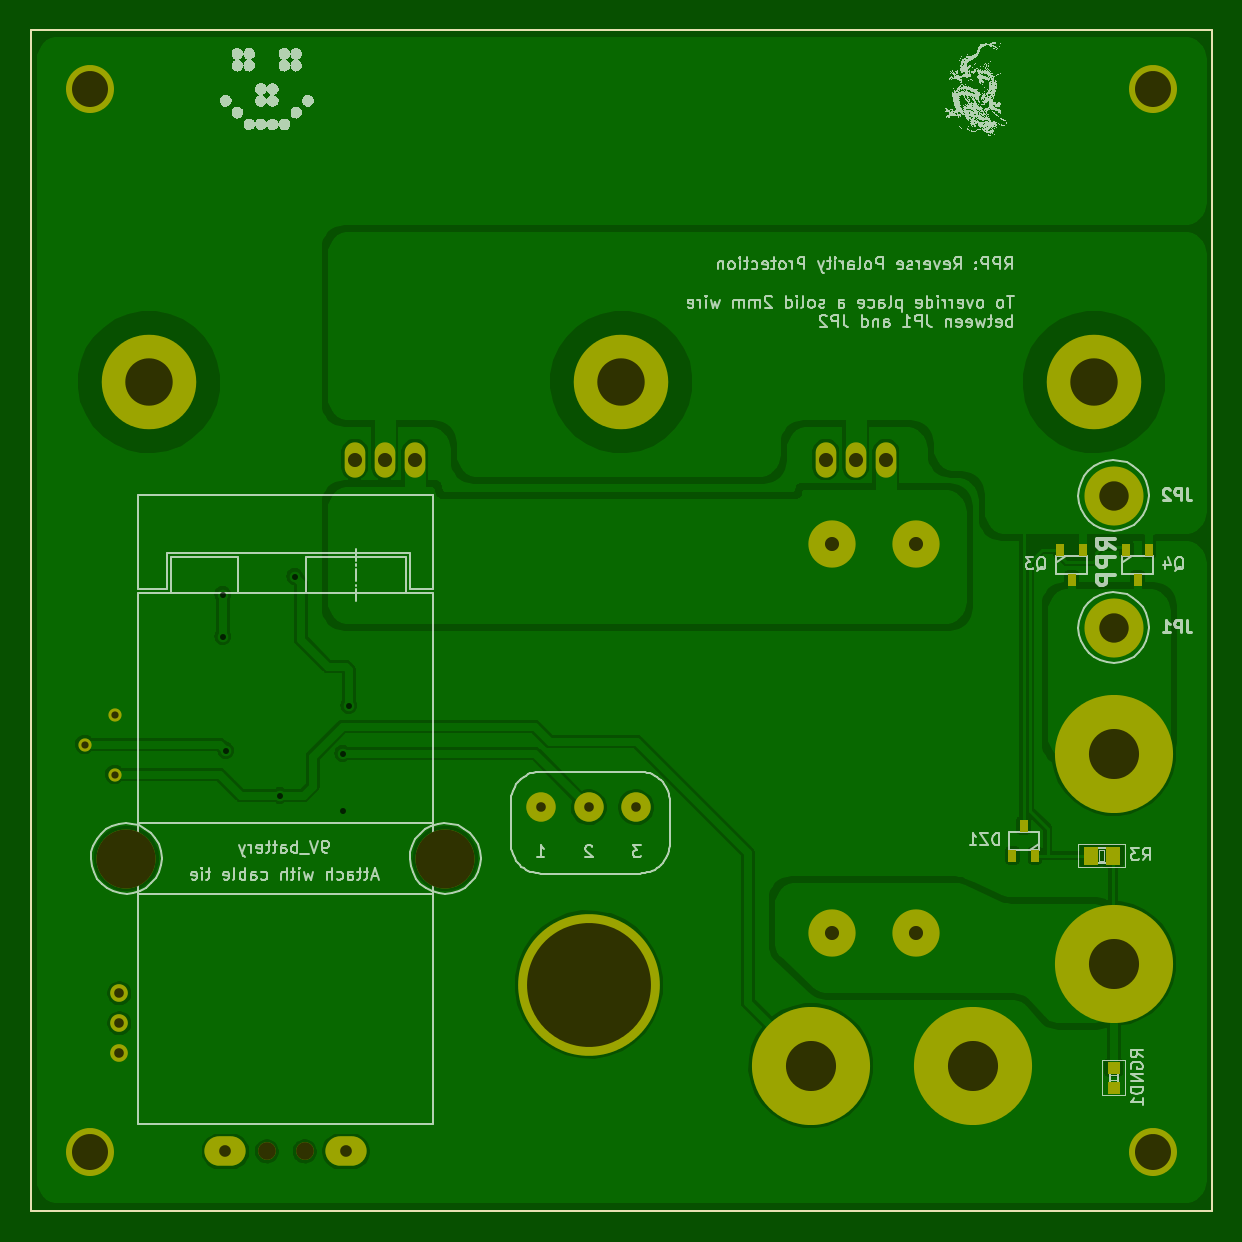 RPP: Reverse Polarity Protection
To override place a solid 2mm wire
between JP1 and JP2
JP2
Q3
RPP
Q4
JP1
DZ1
R3
9V_battery
Attach with cable tie
1 2 3
RGND1